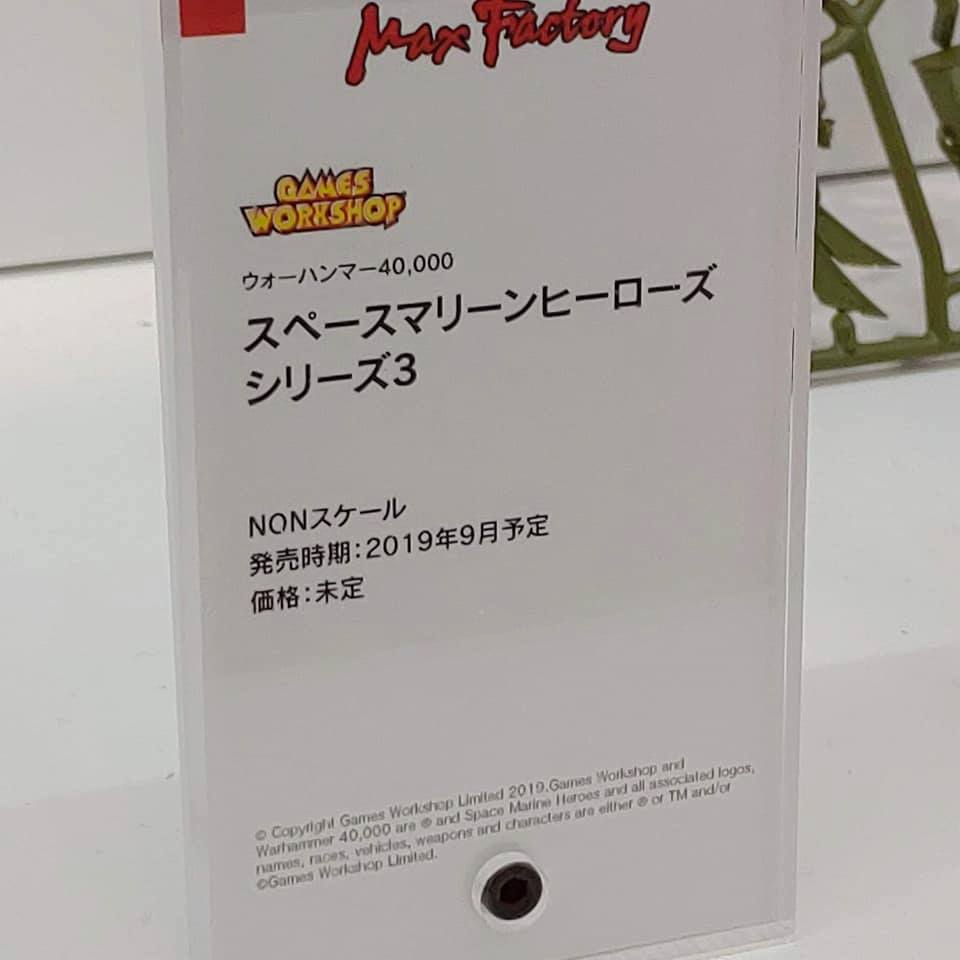 Max Factory
GAMES
WORKSHOP
ウォーハンマー40,000
スペースマリーンヒーローズ
シリーズ3
NONスケール
発売時期:2019年9月予定
価格:未定
© Copyright Games Workshop Limited 2019.Games Workshop and
Warhammer 40,000 are ® and Space Marine Heroes and all associated logos,
names, races, vehicles, weapons and characters are either ® or TM and/or
©Games Workshop Limited.